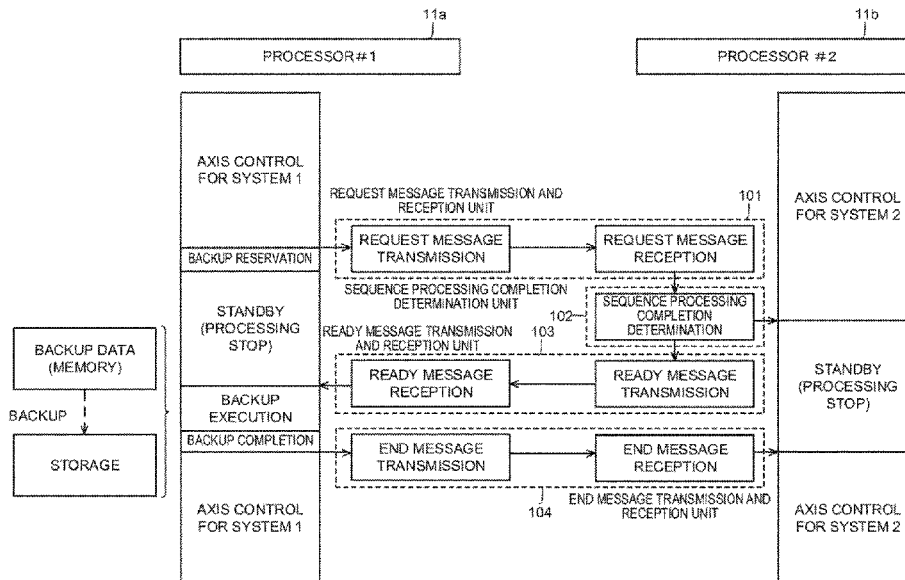 11a
11b
PROCESSOR#1
PROCESSOR #2
AXIS CONTROL
FOR SYSTEM 1
REQUEST MESSAGE TRANSMISSION AND
RECEPTION UNIT
101
AXIS CONTROL
FOR SYSTEM 2
REQUEST MESSAGE
TRANSMISSION
REQUEST MESSAGE
RECEPTION
BACKUP RESERVATION
SEQUENCE PROCESSING COMPLETION
DETERMINATION UNIT
STANDBY
(PROCESSING
STOP)
102
SEQUENCE PROCESSING
COMPLETION
DETERMINATION
READY MESSAGE TRANSMISSION
AND RECEPTION UNIT
103
BACKUP DATA
(MEMORY)
READY MESSAGE
RECEPTION
READY MESSAGE
TRANSMISSION
STANDBY
(PROCESSING
STOP)
BACKUP
BACKUP
EXECUTION
BACKUP COMPLETION
STORAGE
END MESSAGE
TRANSMISSION
END MESSAGE
RECEPTION
104
END MESSAGE TRANSMISSION AND
RECEPTION UNIT
AXIS CONTROL
FOR SYSTEM 1
AXIS CONTROL
FOR SYSTEM 2